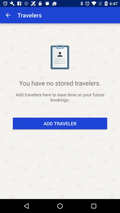 6:47
Travelers
You have no stored travelers.
Add travelers here to save time on your future
bookings.
ADD TRAVELER